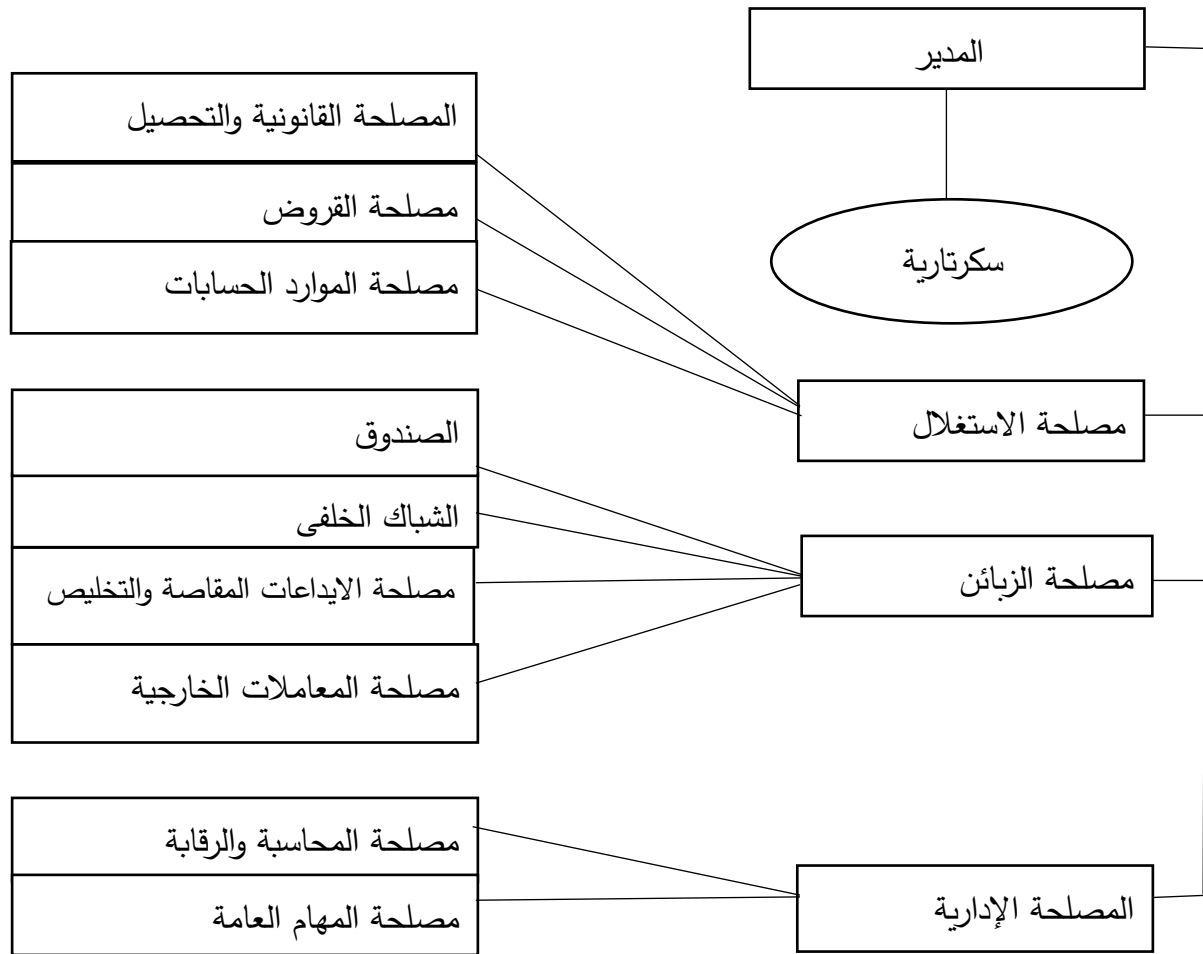 المدير
سكرتارية
المصلحة القانونية والتحصيل
مصلحة القروض
مصلحة الموارد الحسابات
مصلحة الاستغلال
الصندوق
الشباك الخلفى
مصلحة الايداعات المقاصة والتخليص
مصلحة المعاملات الخارجية
مصلحة الزبائن
مصلحة المحاسبة والرقابة
مصلحة المهام العامة
المصلحة الإدارية